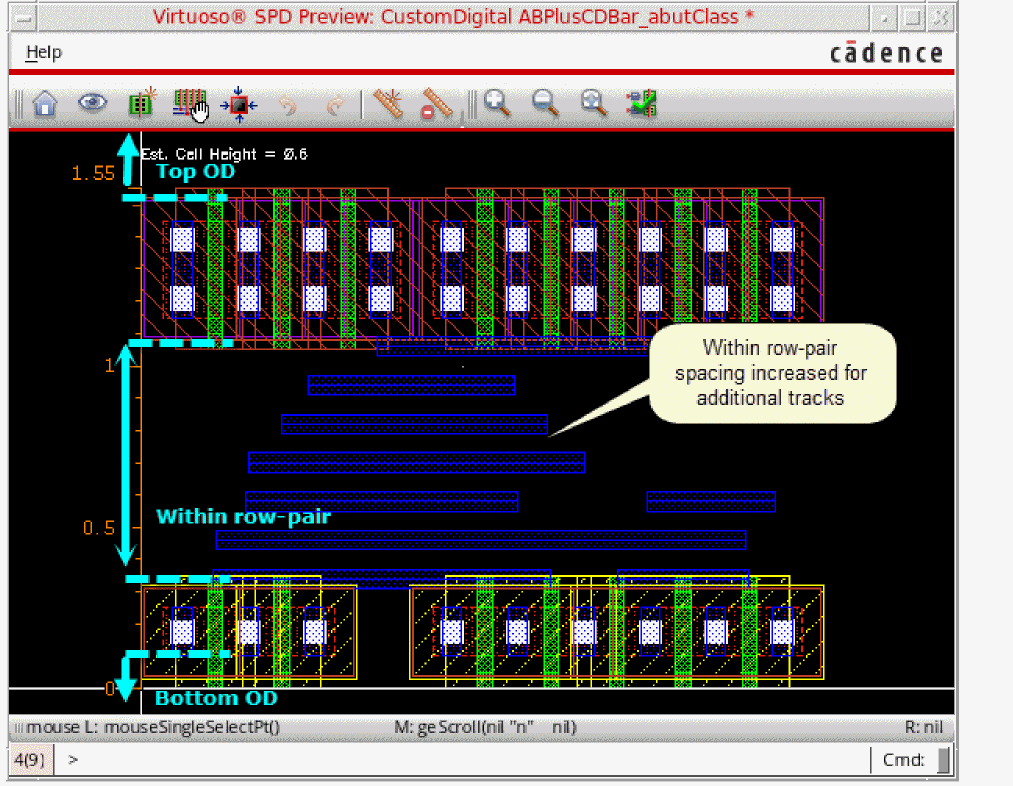 Virtuoso® SPD Preview: CustomDigital ABPlusCDBar_abutClass *
Help
cādence
Est. Cell Height = 0.6
Top OD
1.55
Within row-pair
spacing increased for
additional tracks
1
Within row-pair
0.5
Bottom OD
0
mouse L: mouseSingleSelectPt()
M: geScroll(nil "n" nil)
R: nil
4(9)
>
Cmd: